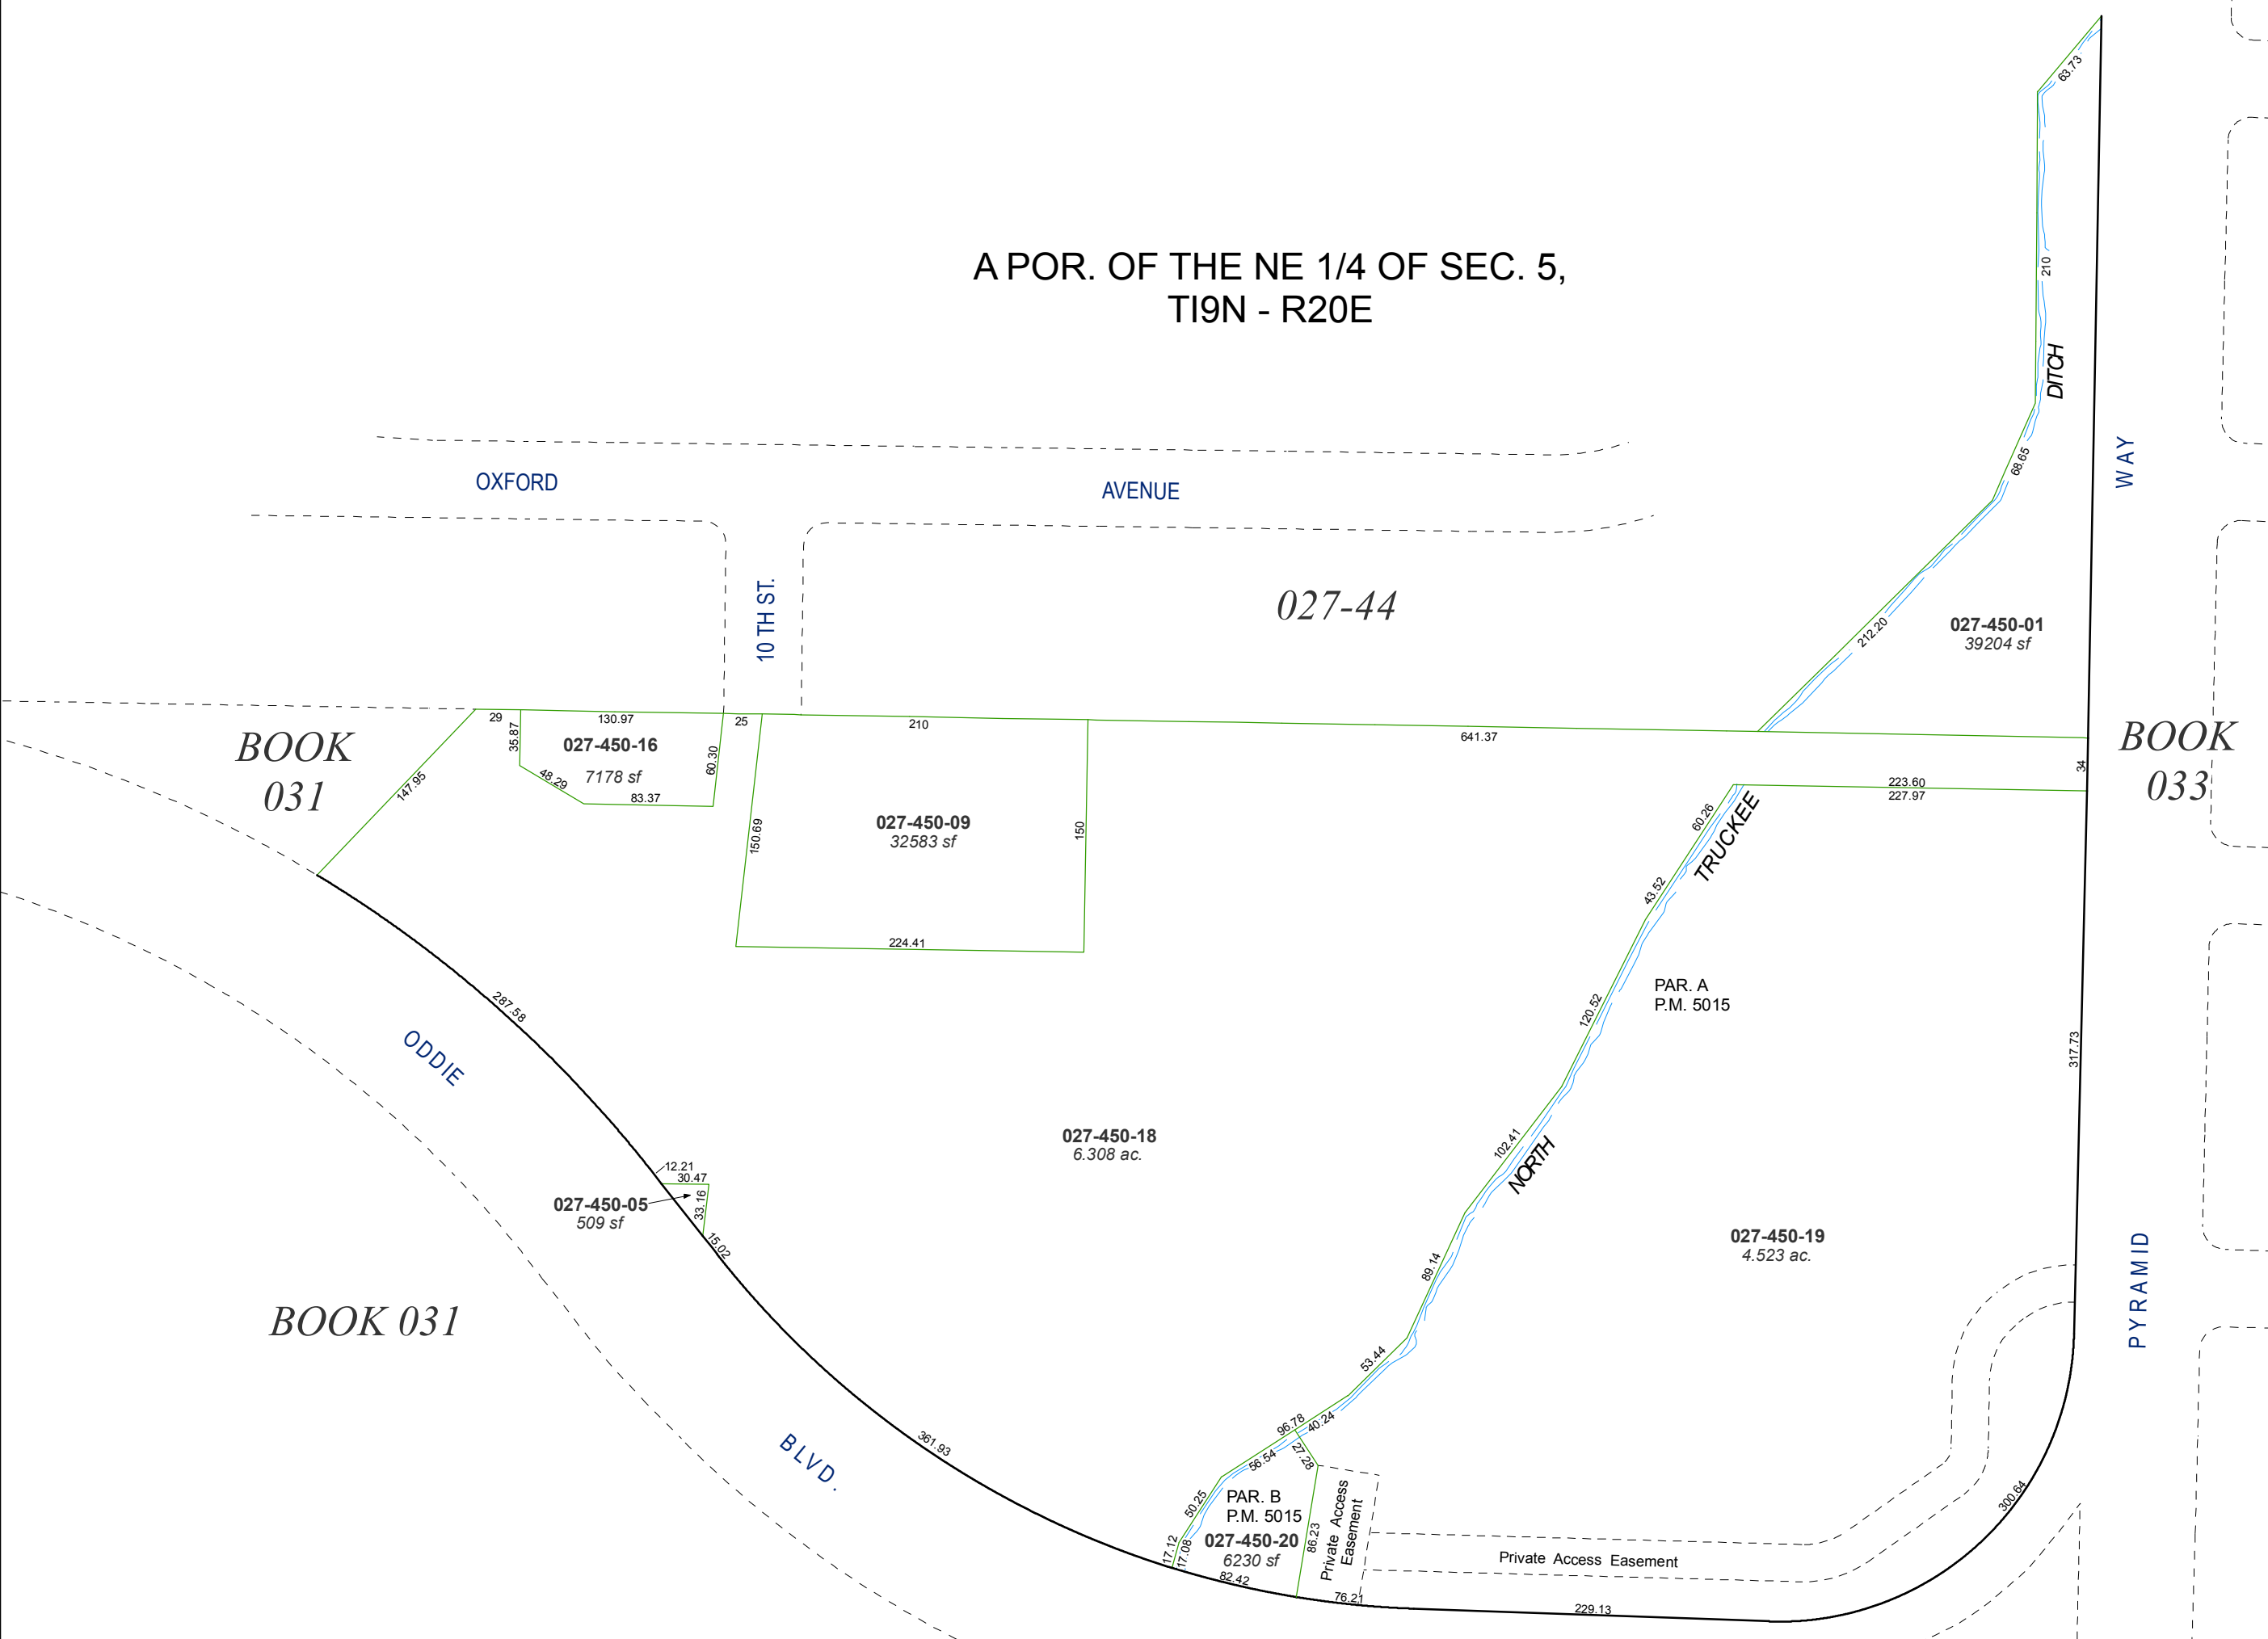 63.73
A POR. OF THE NE 1/4 OF SEC. 5,
TI9N - R20E
210
DITCH
WAY
68.65
OXFORD
AVENUE
10 TH ST.
027-44
212.20
027-450-01
39204 sf
BOOK
031
29
130.97
25
210
641.37
34
BOOK
033
35.87
027-450-16
7178 sf
60.30
48.29
83.37
147.95
223.60
227.97
150.69
027-450-09
32583 sf
150
224.41
60.26
TRUCKEE
43.52
PAR. A
P.M. 5015
120.52
287.58
ODDIE
317.73
027-450-18
6.308 ac.
102.41
NORTH
12.21
30.47
33.16
027-450-05
509 sf
15.02
027-450-19
4.523 ac.
89.14
PYRAMID
BOOK 031
53.44
361.93
BLVD.
96.78
40.24
56.54
27.28
50.25
PAR. B
P.M. 5015
027-450-20
6230 sf
17.12
17.08
86.23
82.42
Private Access
Easement
Private Access Easement
300.64
76.21
229.13